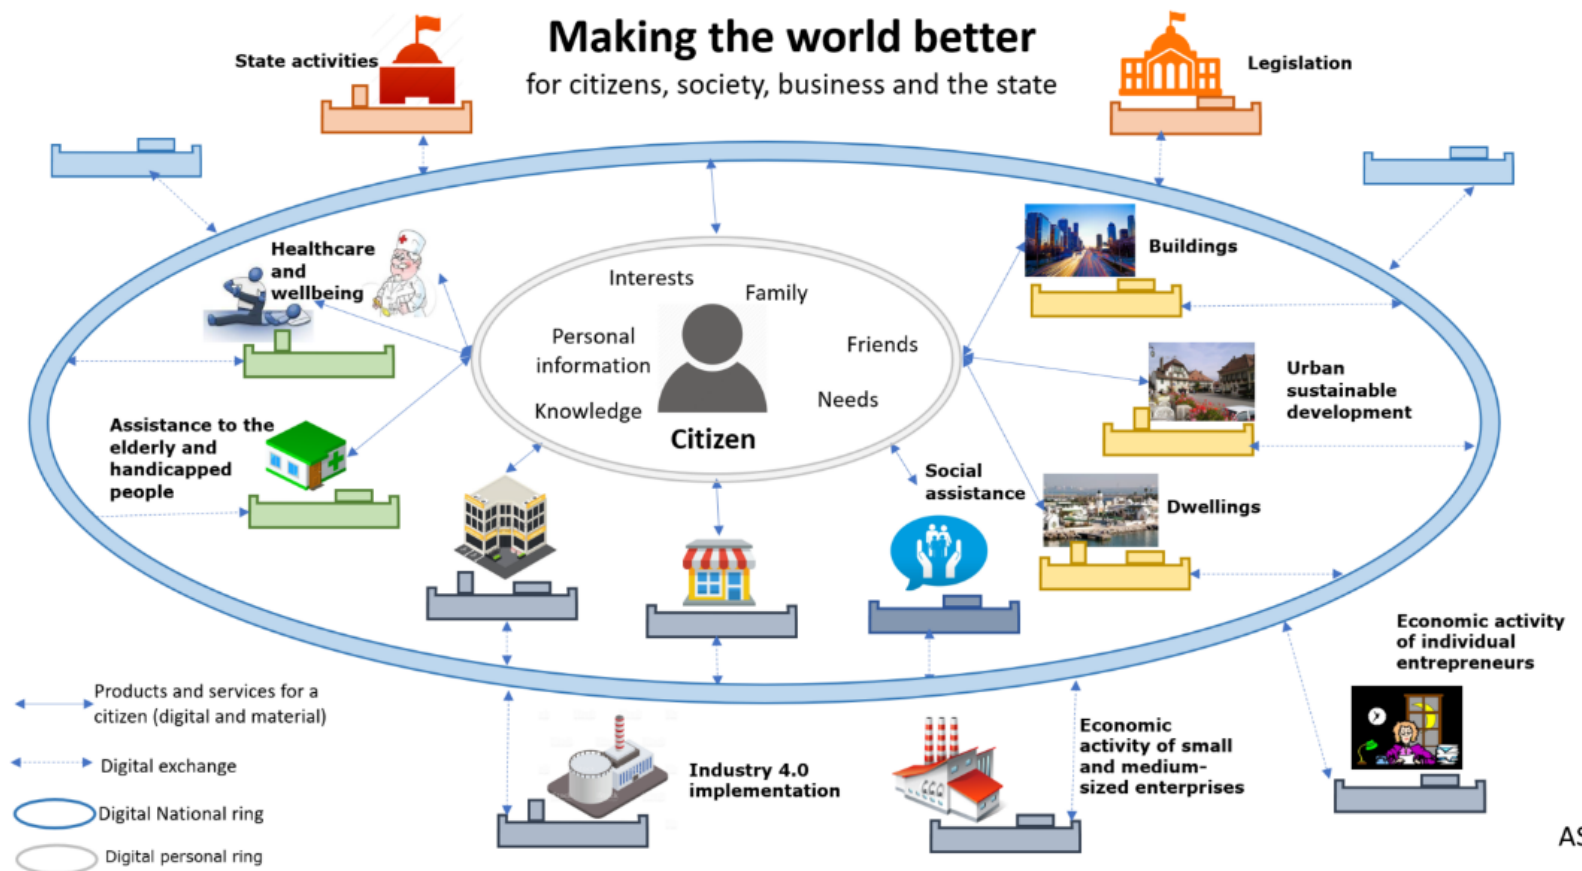 Making the world better
for citizens, society, business and the state
State activities
Legislation
Healthcare
and
wellbeing
Interests
Family
Personal
information
Friends
Knowledge
Needs
Citizen
Buildings
Urban
sustainable
development
Assistance to the
elderly and
handicapped
people
Social
assistance
Dwellings
Economic activity
of individual
entrepreneurs
Products and services for a
citizen (digital and material)
Digital exchange
Digital National ring
Digital personal ring
Industry 4.0
implementation
Economic
activity of small
and medium-
sized enterprises
AS